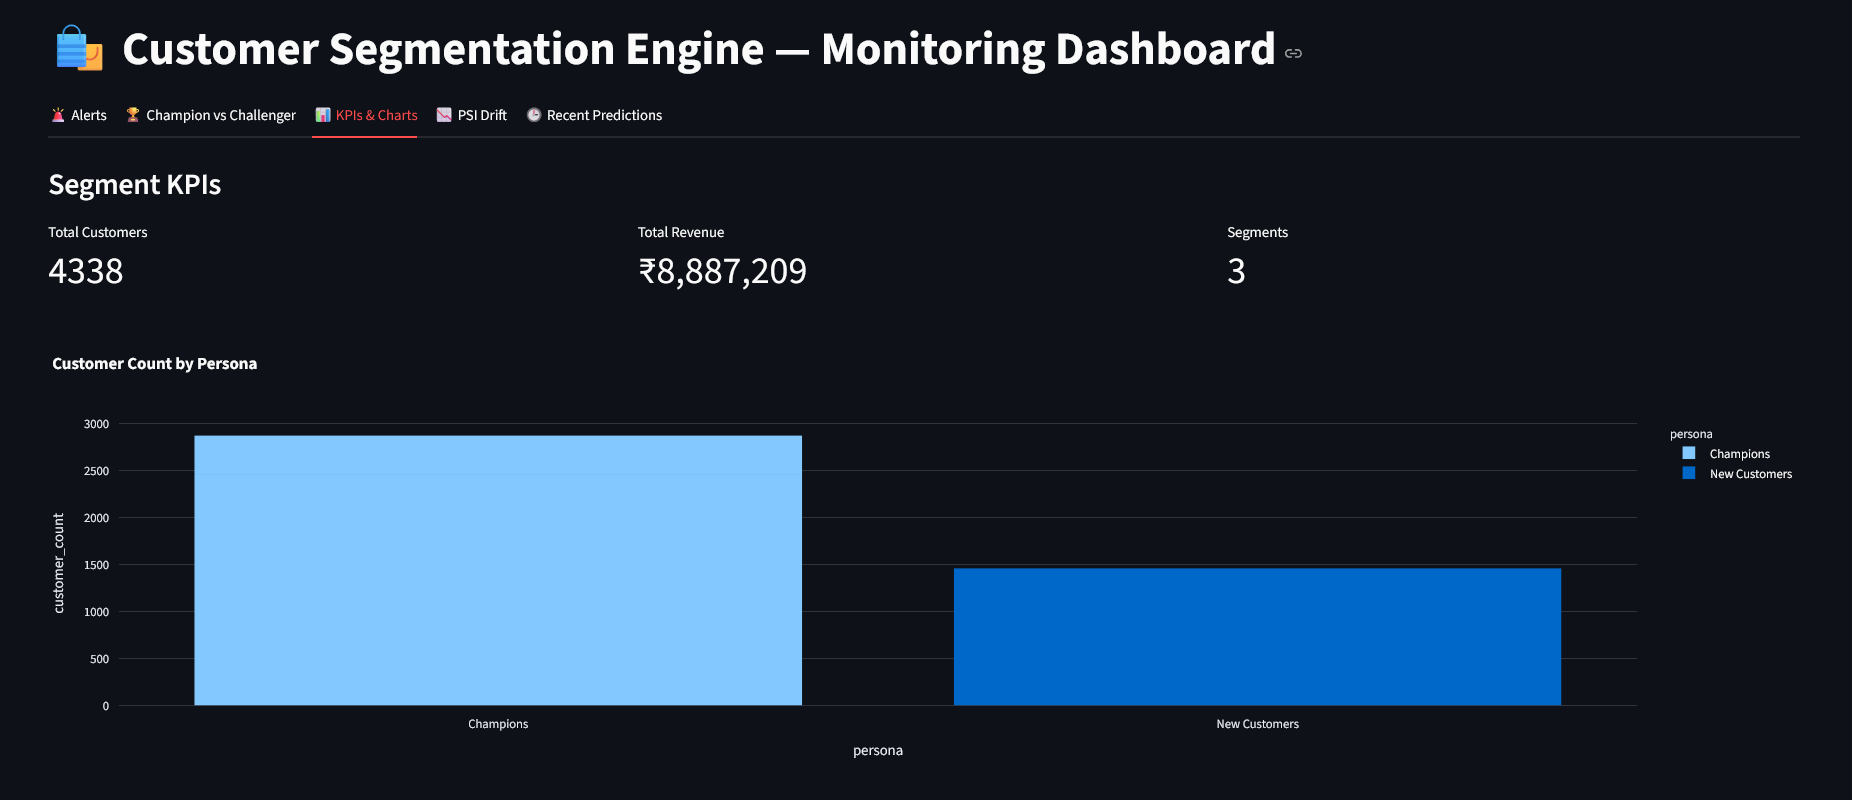 Customer Segmentation Engine — Monitoring Dashboard
Alerts
Champion vs Challenger
KPIs & Charts
PSI Drift
Recent Predictions
Segment KPIs
Total Customers
4338
Total Revenue
₹8,887,209
Segments
3
Customer Count by Persona
customer_count
3000
2500
2000
1500
1000
500
0
Champions
New Customers
persona
persona
Champions
New Customers